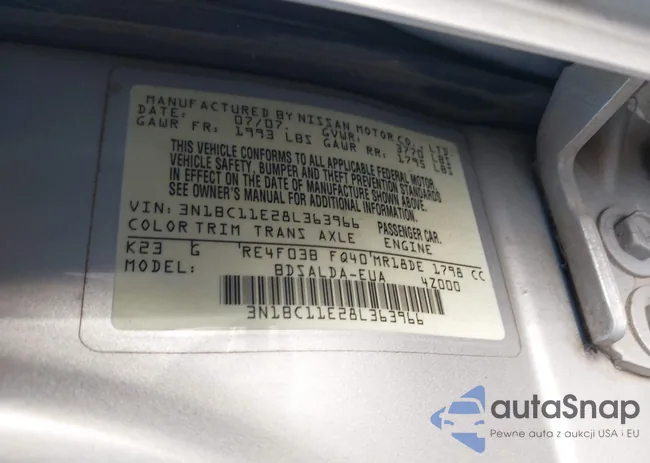 MANUFACTURED BY NISSAN MOTOR CO., LTD.
DATE: 07/07. GVWR: 3770 LBS
GAWR FR: 1993 LBS GAWR RR: 1795 LBS
THIS VEHICLE CONFORMS TO ALL APPLICABLE FEDERAL MOTOR
VEHICLE SAFETY, BUMPER AND THEFT PREVENTION STANDARDS
IN EFFECT ON THE DATE OF MANUFACTURE SHOWN ABOVE.
SEE OWNER'S MANUAL FOR ADDITIONAL INFORMATION.
VIN: 3N1BC11E28L363966 PASSENGER CAR.
COLOR TRIM TRANS AXLE ENGINE
K23 G RE4F03B FQ40 MR18DE 1798 CC
MODEL: BDSALDA-EUA 4Z000
3N1BC11E28L363966
autoSnap
Pewne auta z aukcji USA i EU